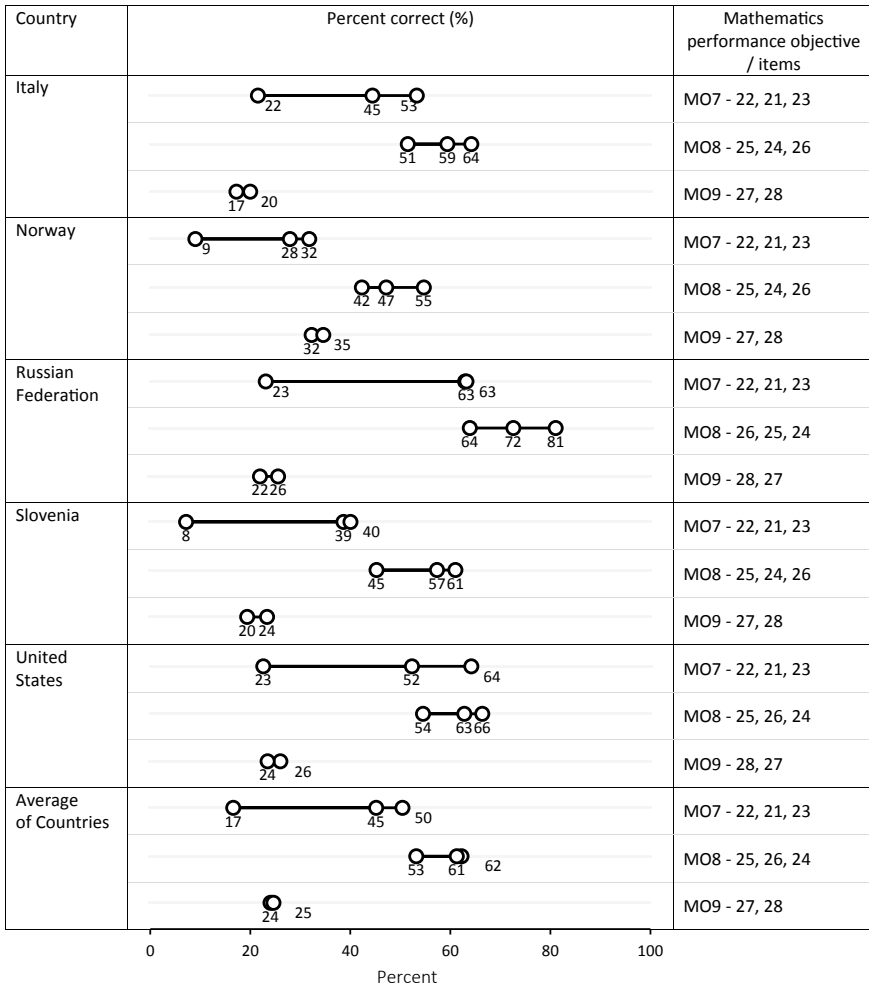 Country
Percent correct (%)
Mathematics
performance objective
/ items
Italy
22 45 53
MO7 - 22, 21, 23
51 59 64
MO8 - 25, 24, 26
17 20
MO9 - 27, 28
Norway
9 28 32
MO7 - 22, 21, 23
42 47 55
MO8 - 25, 24, 26
32 35
MO9 - 27, 28
Russian
Federation
23 63 63
MO7 - 22, 21, 23
64 72 81
MO8 - 26, 25, 24
22 26
MO9 - 28, 27
Slovenia
8 39 40
MO7 - 22, 21, 23
45 57 61
MO8 - 25, 24, 26
20 24
MO9 - 27, 28
United
States
23 52 64
MO7 - 22, 21, 23
54 63 66
MO8 - 25, 26, 24
24 26
MO9 - 28, 27
Average
of Countries
17 45 50
MO7 - 22, 21, 23
53 61 62
MO8 - 25, 26, 24
24 25
MO9 - 27, 28
0 20 40 60 80 100
Percent